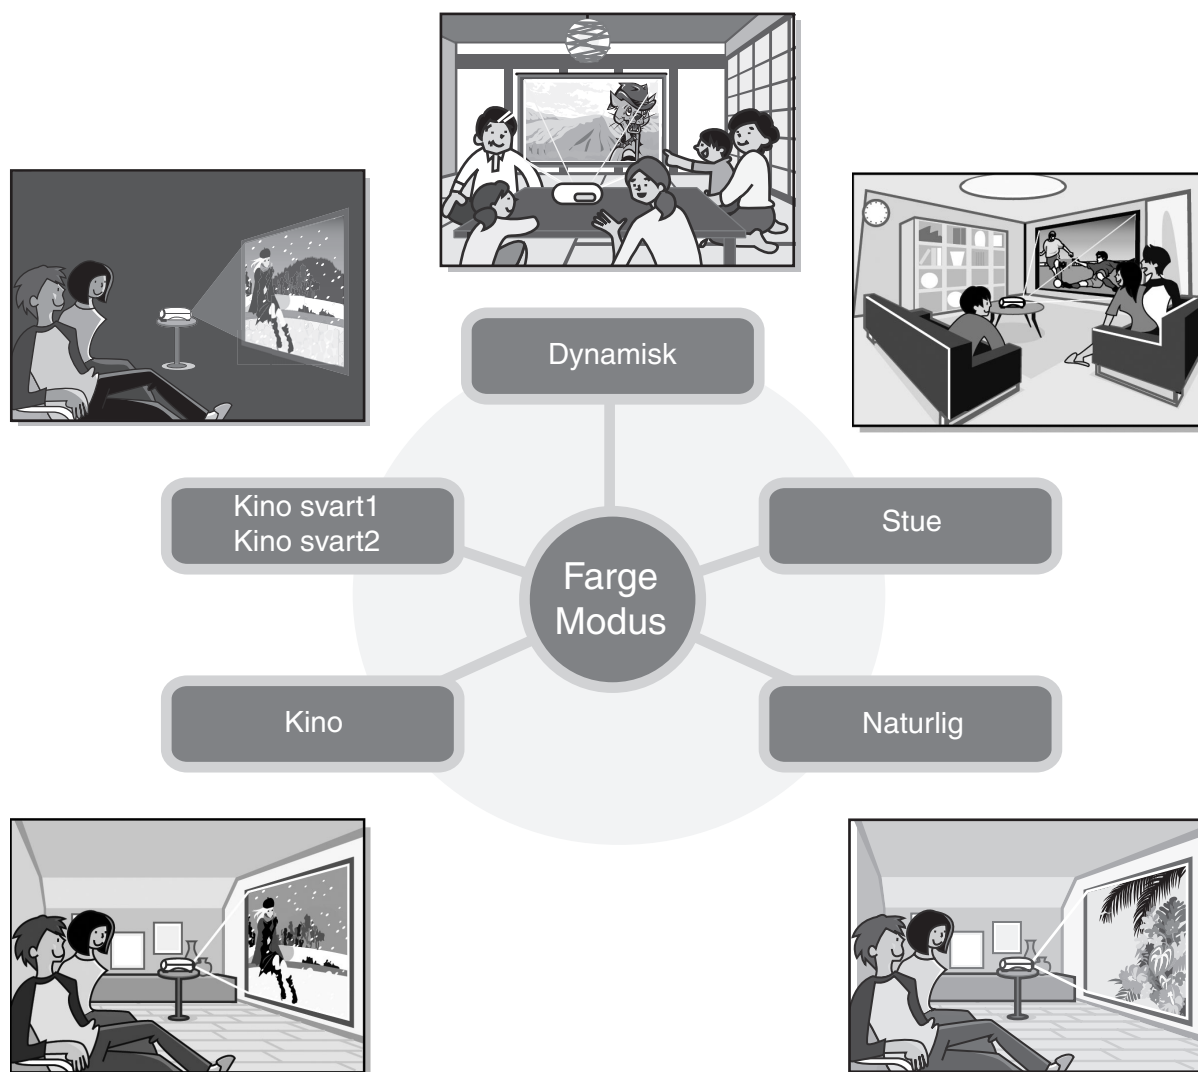 Dynamisk
Kino svart1
Kino svart2
Stue
Farge
Modus
Kino
Naturlig